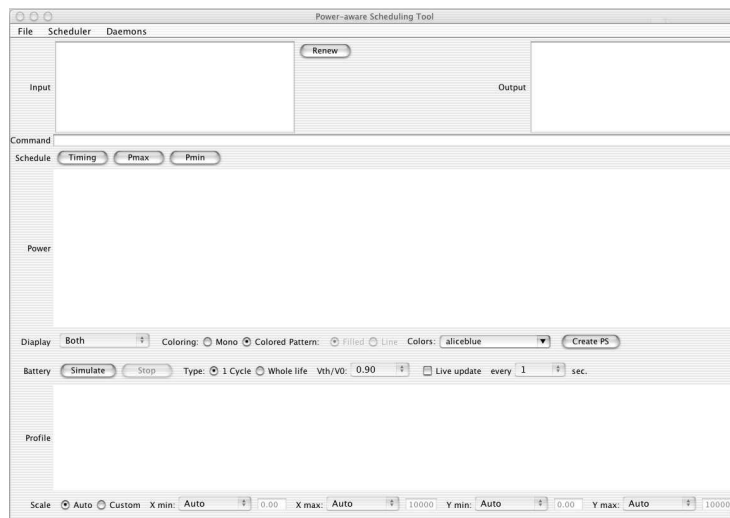 Power-aware Scheduling Tool
File Scheduler Daemons
Input Renew Output
Command
Schedule Timing Pmax Pmin
Power
Display Both Coloring: Mono Colored Pattern: Filled Line Colors: aliceblue Create PS
Battery Simulate Stop Type: 1 Cycle Whole life Vth/V0: 0.90 Live update every 1 sec.
Profile
Scale Auto Custom X min: Auto 0.00 X max: Auto 10000 Y min: Auto 0.00 Y max: Auto 10000